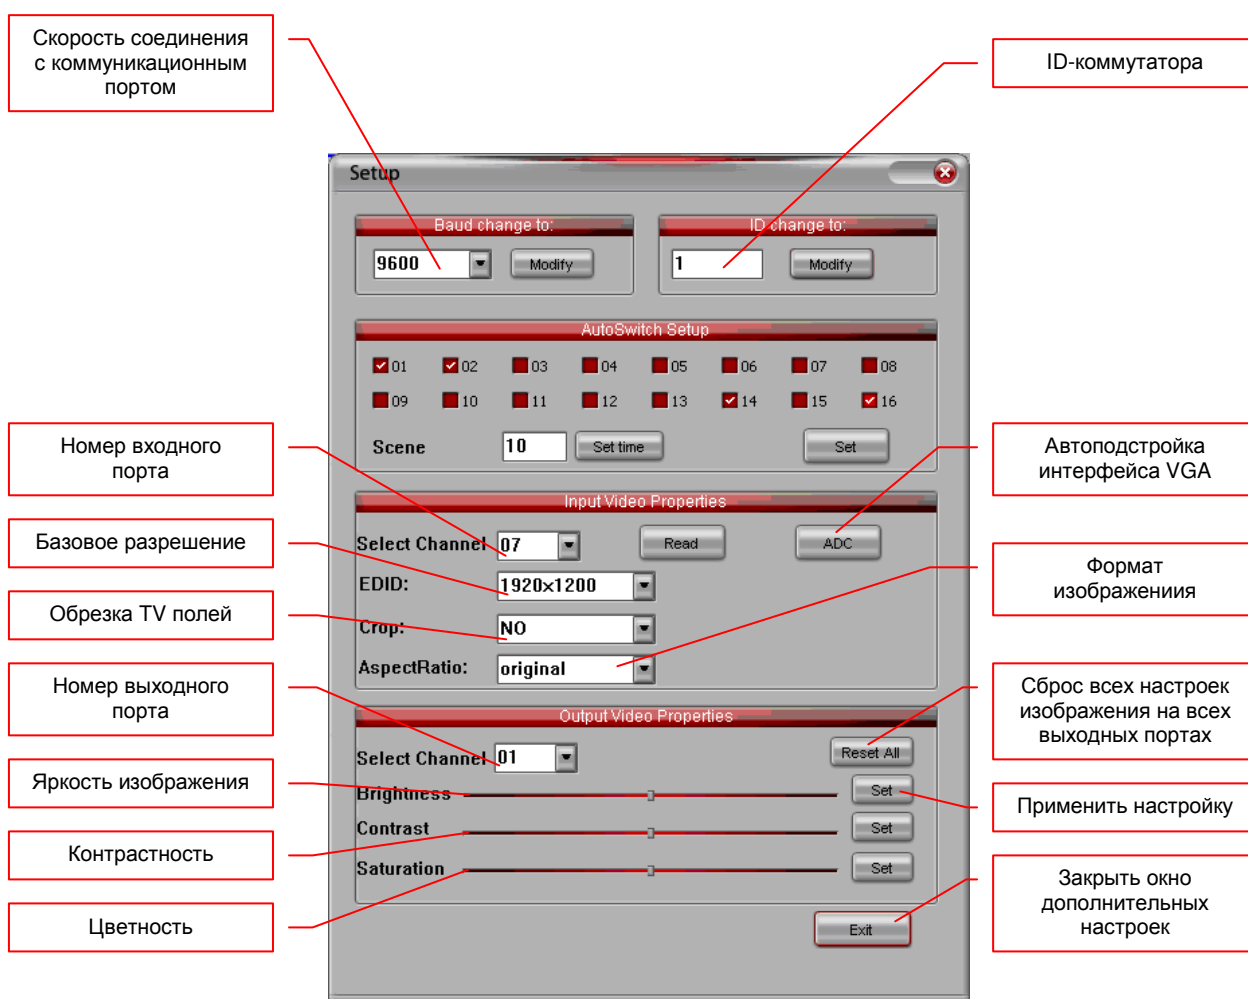 Скорость соединения
с коммуникационным
портом
ID-коммутатора
Setup
Baud change to:
ID change to:
9600
Modify
1
Modify
AutoSwitch Setup
01 02 03 04 05 06 07 08
09 10 11 12 13 14 15 16
Scene 10 Set time Set
Номер входного
порта
Автоподстройка
интерфейса VGA
Input Video Properties
Select Channel 07 Read ADC
Базовое разрешение
EDID: 1920x1200
Формат
изображениия
Обрезка TV полей
Crop: NO
AspectRatio: original
Номер выходного
порта
Сброс всех настроек
изображения на всех
выходных портах
Output Video Properties
Select Channel 01 Reset All
Яркость изображения
Brightness Set
Применить настройку
Contrast Set
Контрастность
Saturation Set
Закрыть окно
дополнительных
настроек
Цветность
Exit